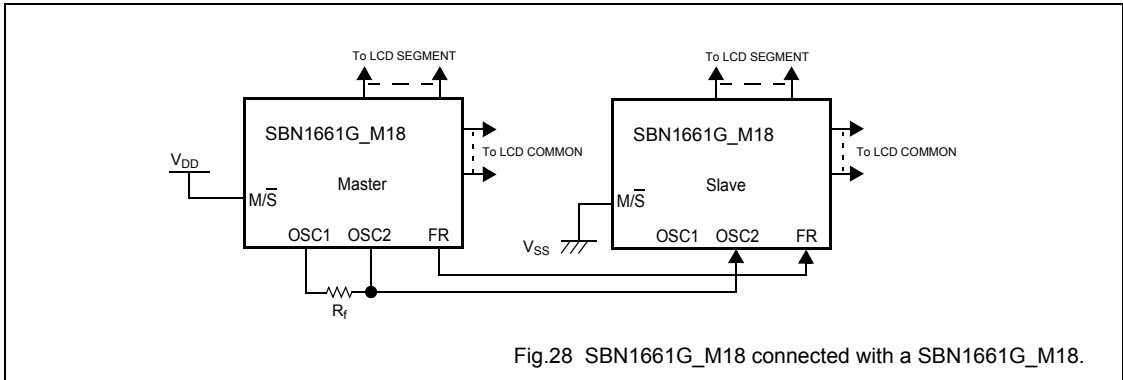 To LCD SEGMENT
To LCD SEGMENT
SBN1661G_M18
SBN1661G_M18
To LCD COMMON
To LCD COMMON
VDD
Master
Slave
M/S̅
M/S̅
OSC1 OSC2 FR
OSC1 OSC2 FR
VSS
Rf
Fig.28 SBN1661G_M18 connected with a SBN1661G_M18.